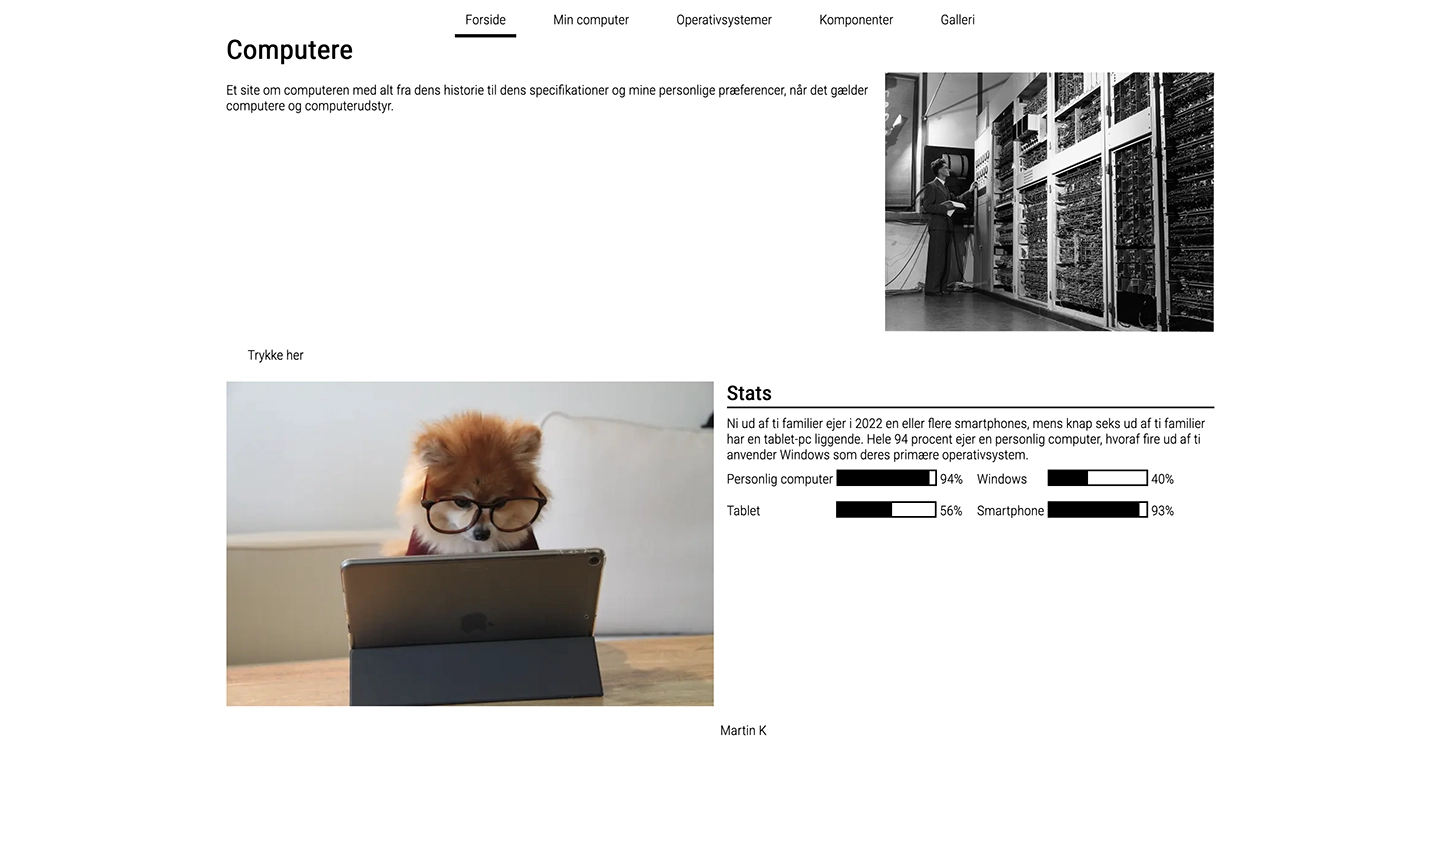 Forside Min computer Operativsystemer Komponenter Galleri
Computere
Et site om computeren med alt fra dens historie til dens specifikationer og mine personlige præferencer, når det gælder
computere og computerudstyr.
Trykke her
Stats
Ni ud af ti familier ejer i 2022 en eller flere smartphones, mens knap seks ud af ti familier
har en tablet-pc liggende. Hele 94 procent ejer en personlig computer, hvoraf fire ud af ti
anvender Windows som deres primære operativsystem.
Personlig computer 94% Windows 40%
Tablet 56% Smartphone 93%
Martin K